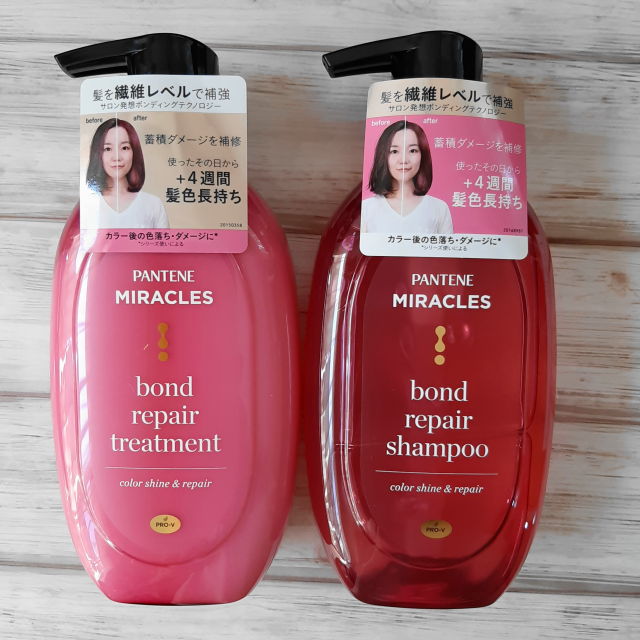 髪を繊維レベルで補強
サロン発想ボンディングテクノロジー
before after
蓄積ダメージを補修
使ったその日から
+4週間
髪色長持ち
20150358
カラー後の色落ち・ダメージに*
*シリーズ使いによる
PANTENE
MIRACLES
bond
repair
treatment
color shine & repair
PRO-V
髪を繊維レベルで補強
サロン発想ボンディングテクノロジー
before after
蓄積ダメージを補修
使ったその日から
+4週間
髪色長持ち
カラー後の色落ち・ダメージに*
*シリーズ使いによる
PANTENE
MIRACLES
bond
repair
shampoo
color shine & repair
PRO-V